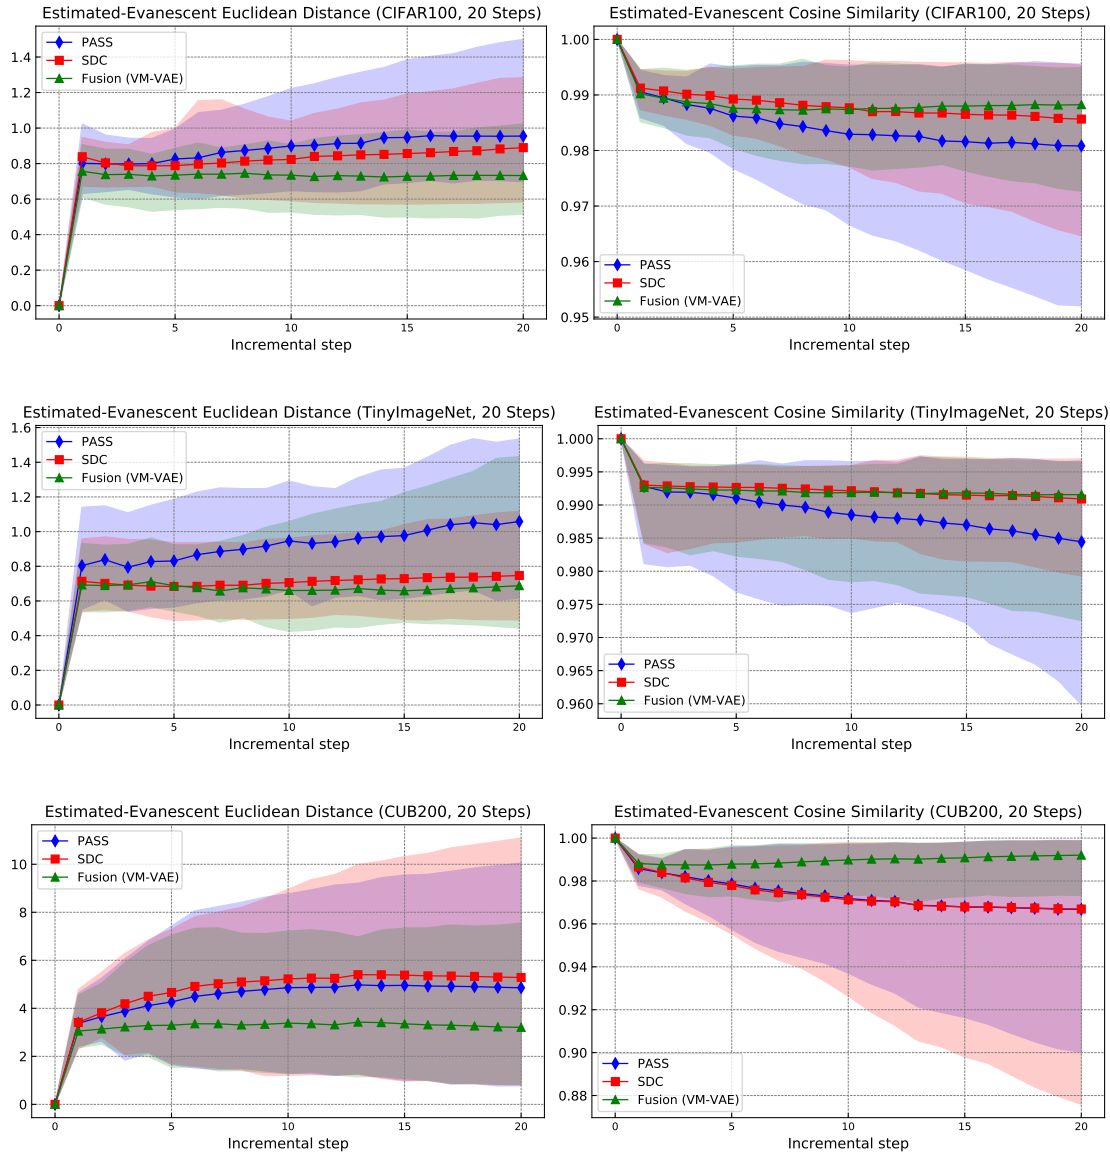 Estimated-Evanescent Euclidean Distance (CIFAR100, 20 Steps)
1.4
1.2
1.0
0.8
0.6
0.4
0.2
0.0
PASS
SDC
Fusion (VM-VAE)
0
5
10
15
20
Incremental step
Estimated-Evanescent Cosine Similarity (CIFAR100, 20 Steps)
1.00
0.99
0.98
0.97
0.96
0.95
PASS
SDC
Fusion (VM-VAE)
0
5
10
15
20
Incremental step
Estimated-Evanescent Euclidean Distance (TinyImageNet, 20 Steps)
1.6
1.4
1.2
1.0
0.8
0.6
0.4
0.2
0.0
PASS
SDC
Fusion (VM-VAE)
0
5
10
15
20
Incremental step
Estimated-Evanescent Cosine Similarity (TinyImageNet, 20 Steps)
1.000
0.995
0.990
0.985
0.980
0.975
0.970
0.965
0.960
PASS
SDC
Fusion (VM-VAE)
0
5
10
15
20
Incremental step
Estimated-Evanescent Euclidean Distance (CUB200, 20 Steps)
10
8
6
4
2
0
PASS
SDC
Fusion (VM-VAE)
0
5
10
15
20
Incremental step
Estimated-Evanescent Cosine Similarity (CUB200, 20 Steps)
1.00
0.98
0.96
0.94
0.92
0.90
0.88
PASS
SDC
Fusion (VM-VAE)
0
5
10
15
20
Incremental step